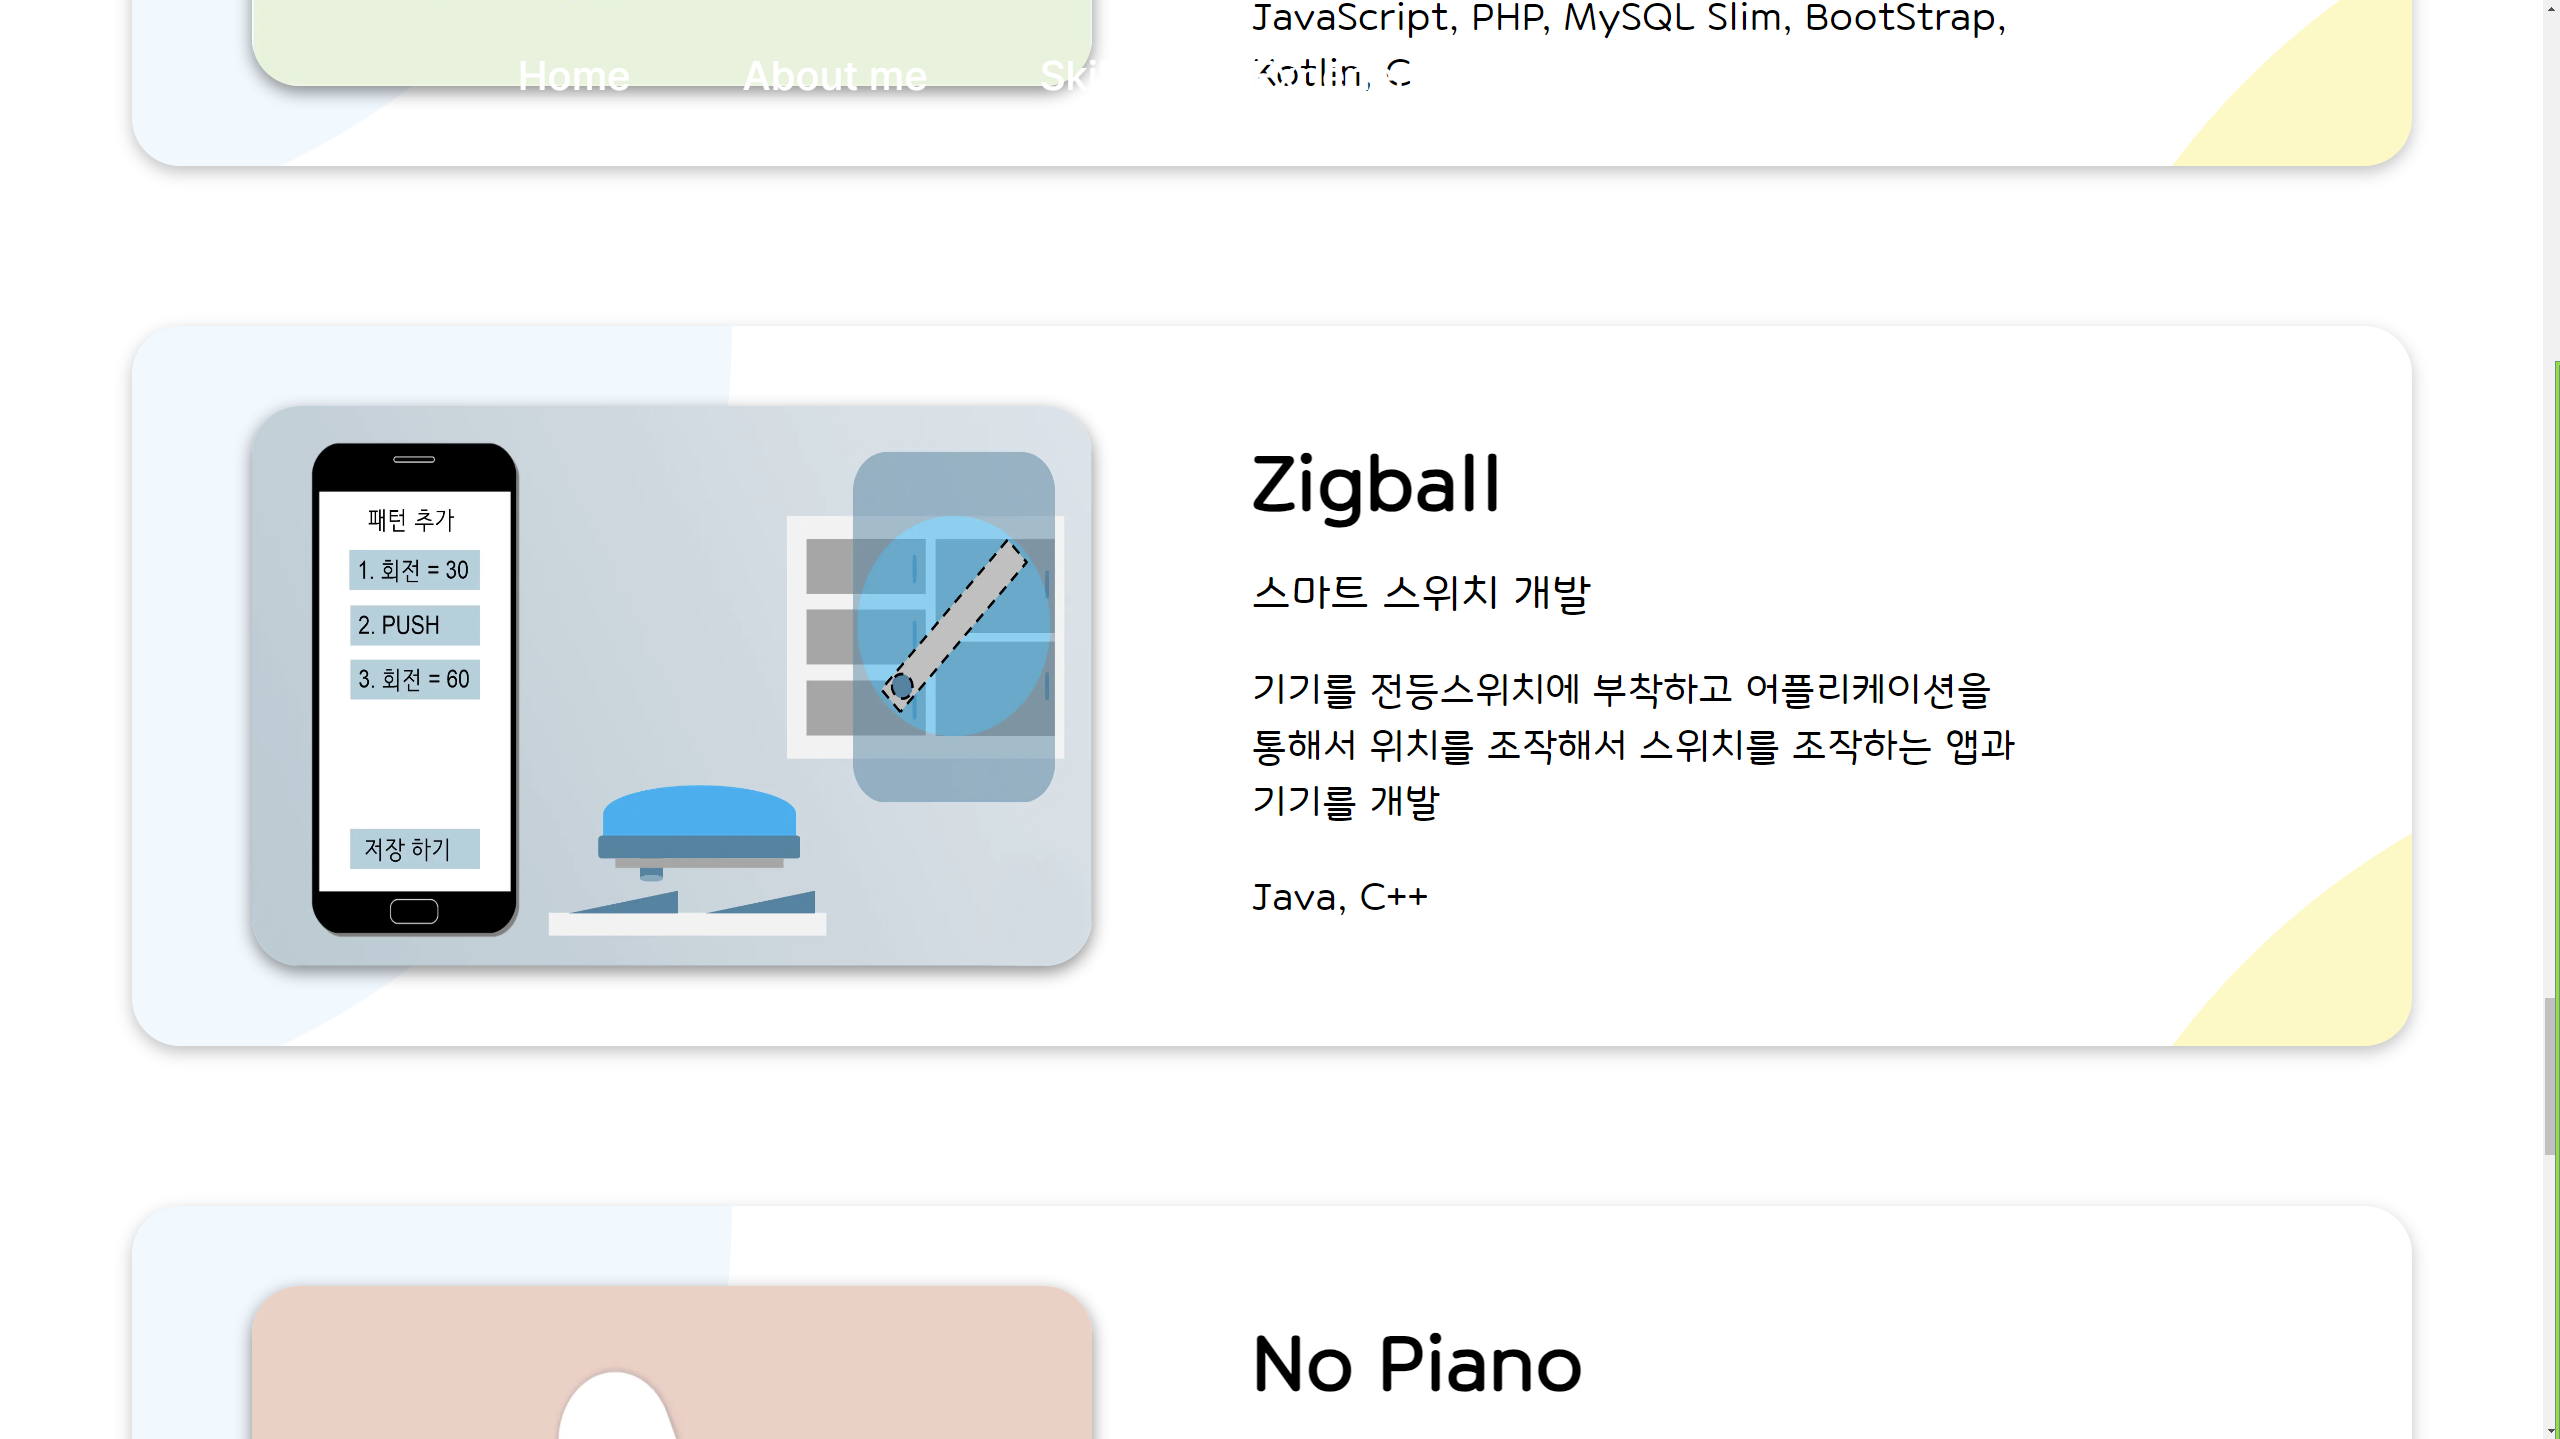 JavaScript, PHP, MySQL Slim, BootStrap,
Kotlin, C
Home About me
Zigball
스마트 스위치 개발
기기를 전등스위치에 부착하고 어플리케이션을
통해서 위치를 조작해서 스위치를 조작하는 앱과
기기를 개발
Java, C++
패턴 추가
1. 회전 = 30
2. PUSH
3. 회전 = 60
저장 하기
No Piano